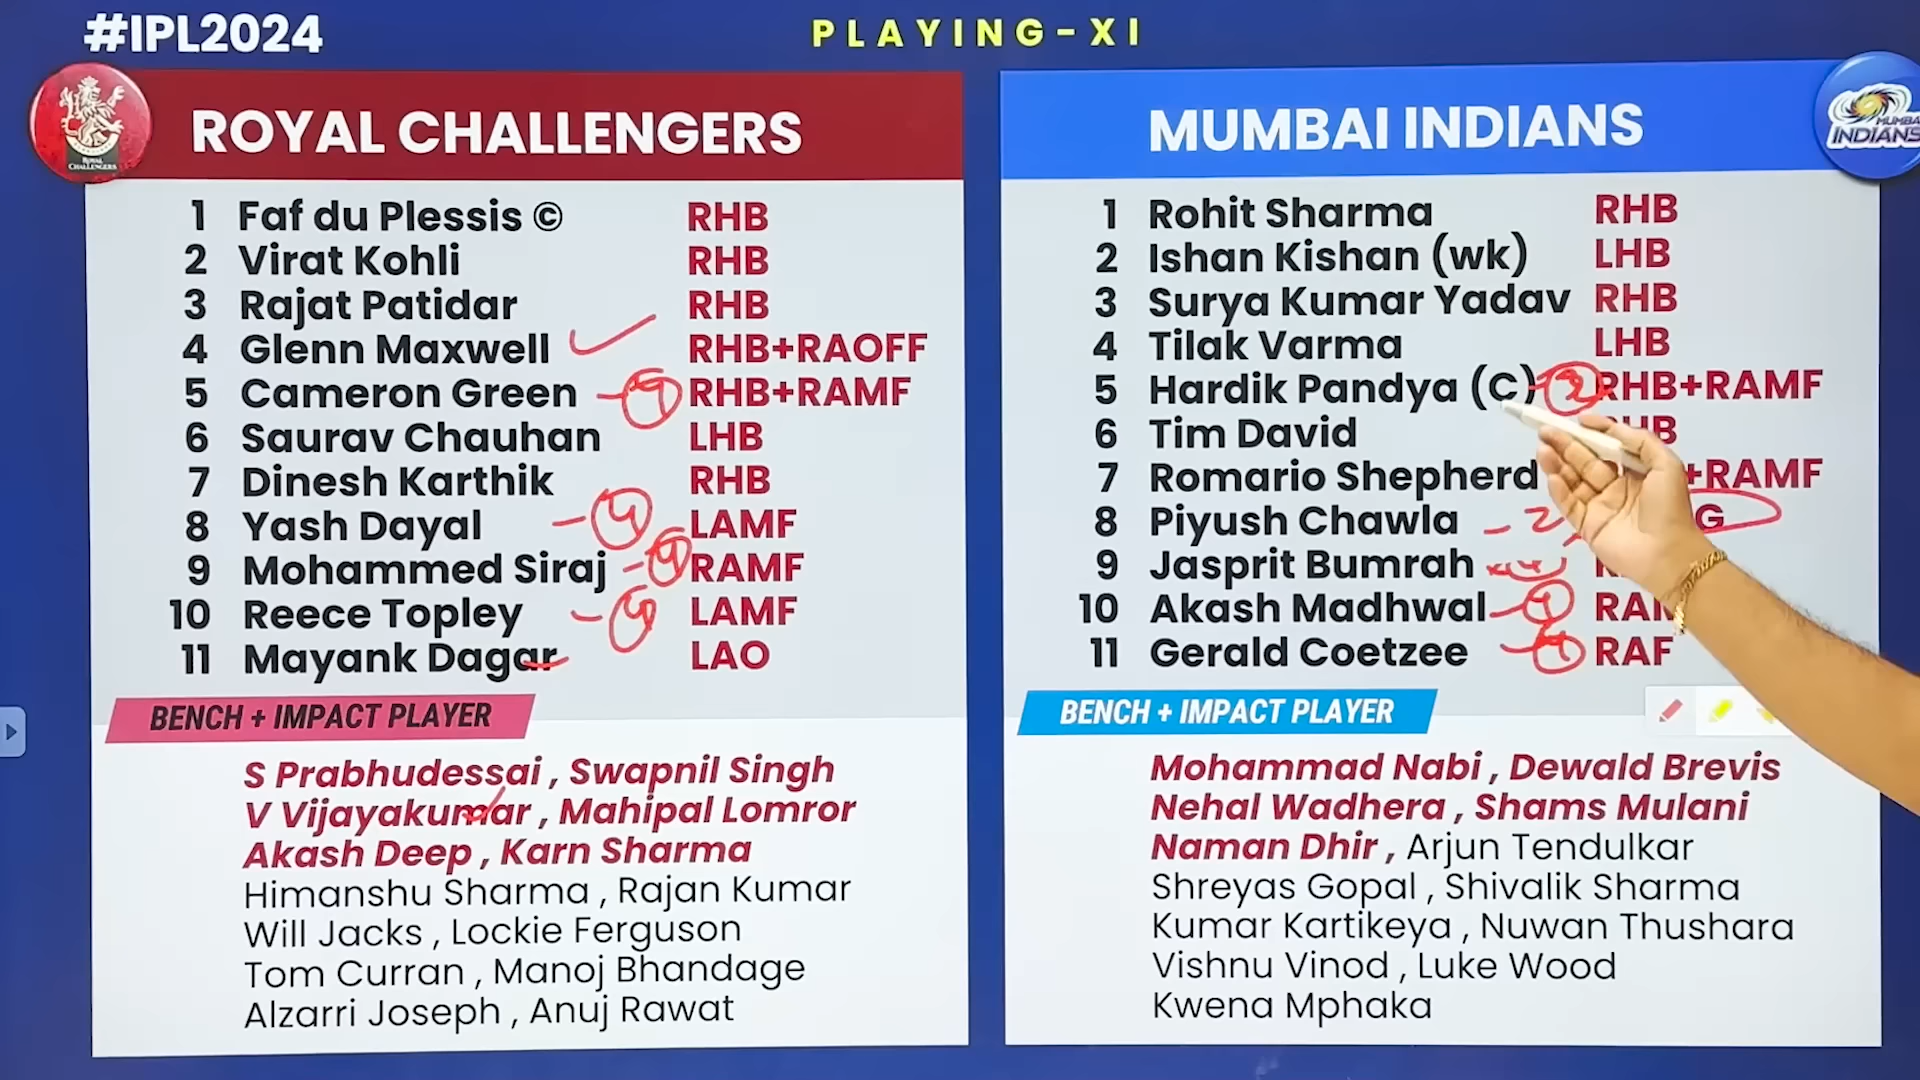 #IPL2024
PLAYING-XI
ROYAL CHALLENGERS
ROYAL
CHALLENGERS
1 Faf du Plessis © RHB
2 Virat Kohli RHB
3 Rajat Patidar RHB
4 Glenn Maxwell RHB+RAOFF
5 Cameron Green RHB+RAMF
6 Saurav Chauhan LHB
7 Dinesh Karthik RHB
8 Yash Dayal LAMF
9 Mohammed Siraj RAMF
10 Reece Topley LAMF
11 Mayank Dagar LAO
BENCH + IMPACT PLAYER
S Prabhudessai , Swapnil Singh
V Vijayakumar , Mahipal Lomror
Akash Deep , Karn Sharma
Himanshu Sharma , Rajan Kumar
Will Jacks , Lockie Ferguson
Tom Curran , Manoj Bhandage
Alzarri Joseph , Anuj Rawat
MUMBAI INDIANS
MUMBAI
INDIANS
1 Rohit Sharma RHB
2 Ishan Kishan (wk) LHB
3 Surya Kumar Yadav RHB
4 Tilak Varma LHB
5 Hardik Pandya (C) RHB+RAMF
6 Tim David RHB
7 Romario Shepherd +RAMF
8 Piyush Chawla - 2 G
9 Jasprit Bumrah
10 Akash Madhwal RAM
11 Gerald Coetzee RAF
BENCH + IMPACT PLAYER
Mohammad Nabi , Dewald Brevis
Nehal Wadhera , Shams Mulani
Naman Dhir , Arjun Tendulkar
Shreyas Gopal , Shivalik Sharma
Kumar Kartikeya , Nuwan Thushara
Vishnu Vinod , Luke Wood
Kwena Mphaka